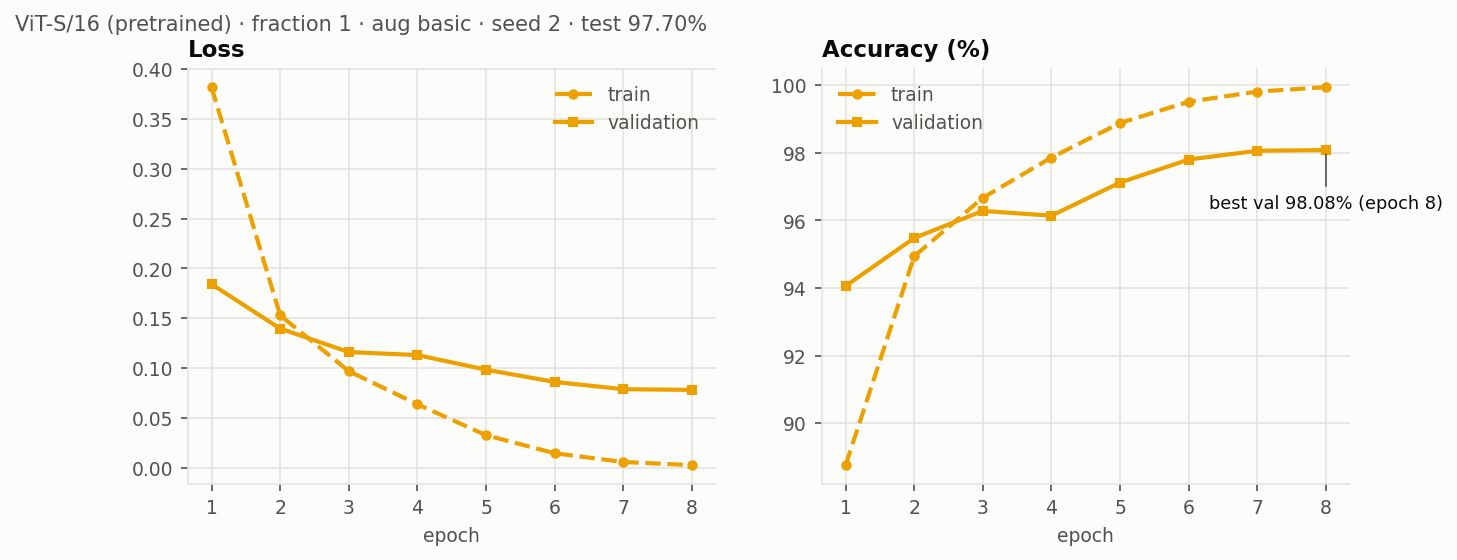 ViT-S/16 (pretrained) · fraction 1 · aug basic · seed 2 · test 97.70%
Loss
0.40
0.35
0.30
0.25
0.20
0.15
0.10
0.05
0.00
train
validation
1 2 3 4 5 6 7 8
epoch
Accuracy (%)
100
98
96
94
92
90
train
validation
best val 98.08% (epoch 8)
1 2 3 4 5 6 7 8
epoch